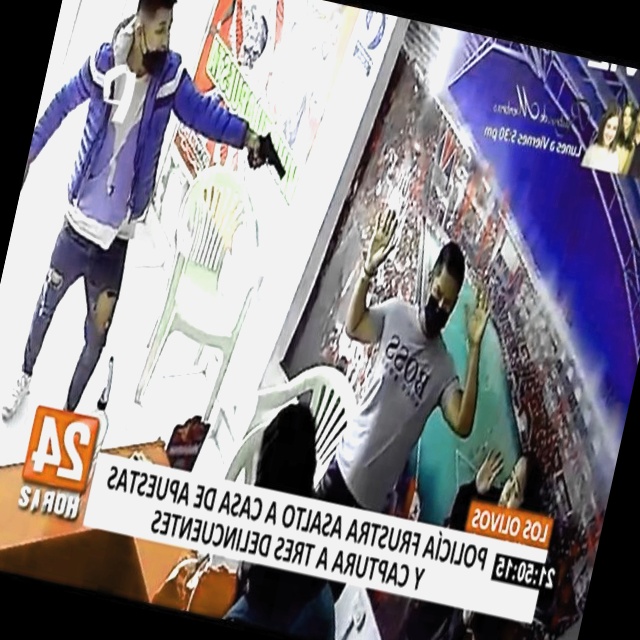 Lunes a Viernes 5:30 pm
BOSS
LOS OLIVOS
21:50:15
POLICÍA FRUSTRA ASALTO A CASA DE APUESTAS
Y CAPTURA A TRES DELINCUENTES
24
HORAS